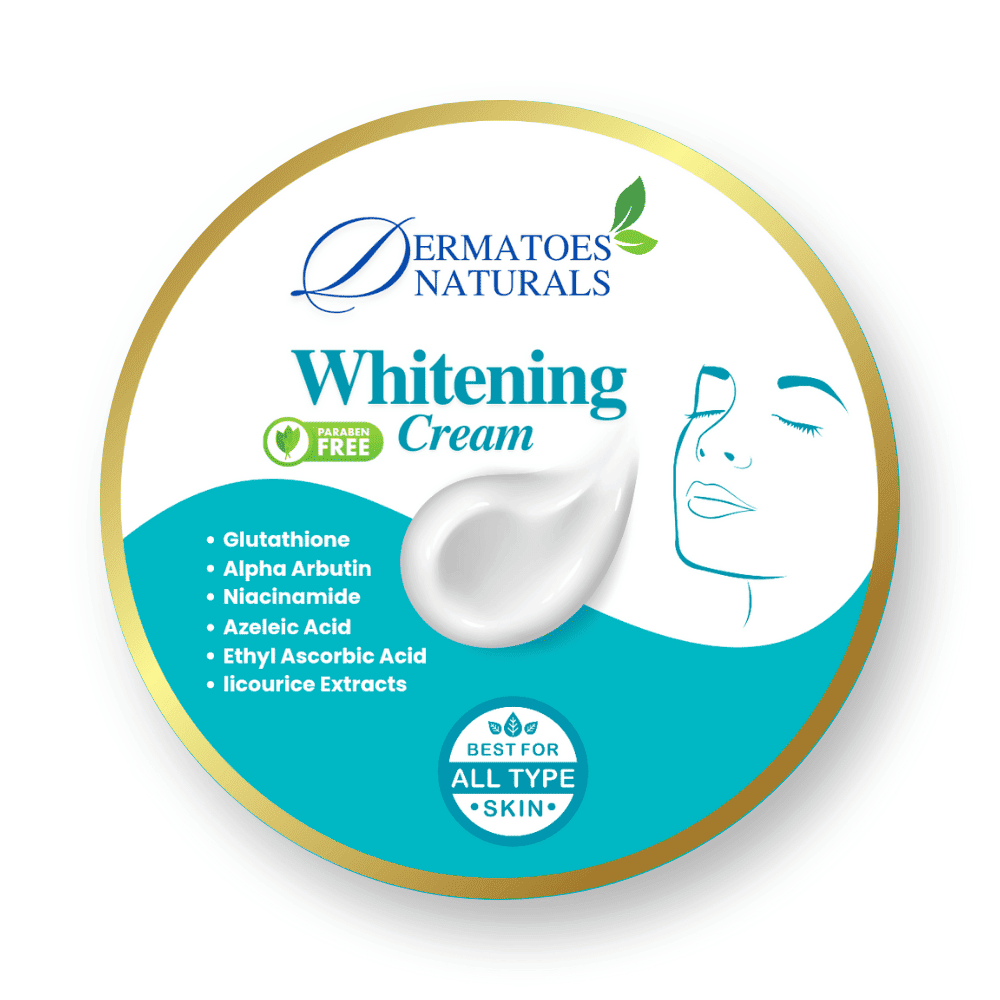 DERMATOES
NATURALS
Whitening
PARABEN
FREE
Cream
• Glutathione
• Alpha Arbutin
• Niacinamide
• Azeleic Acid
• Ethyl Ascorbic Acid
• licourice Extracts
BEST FOR
ALL TYPE
• SKIN •